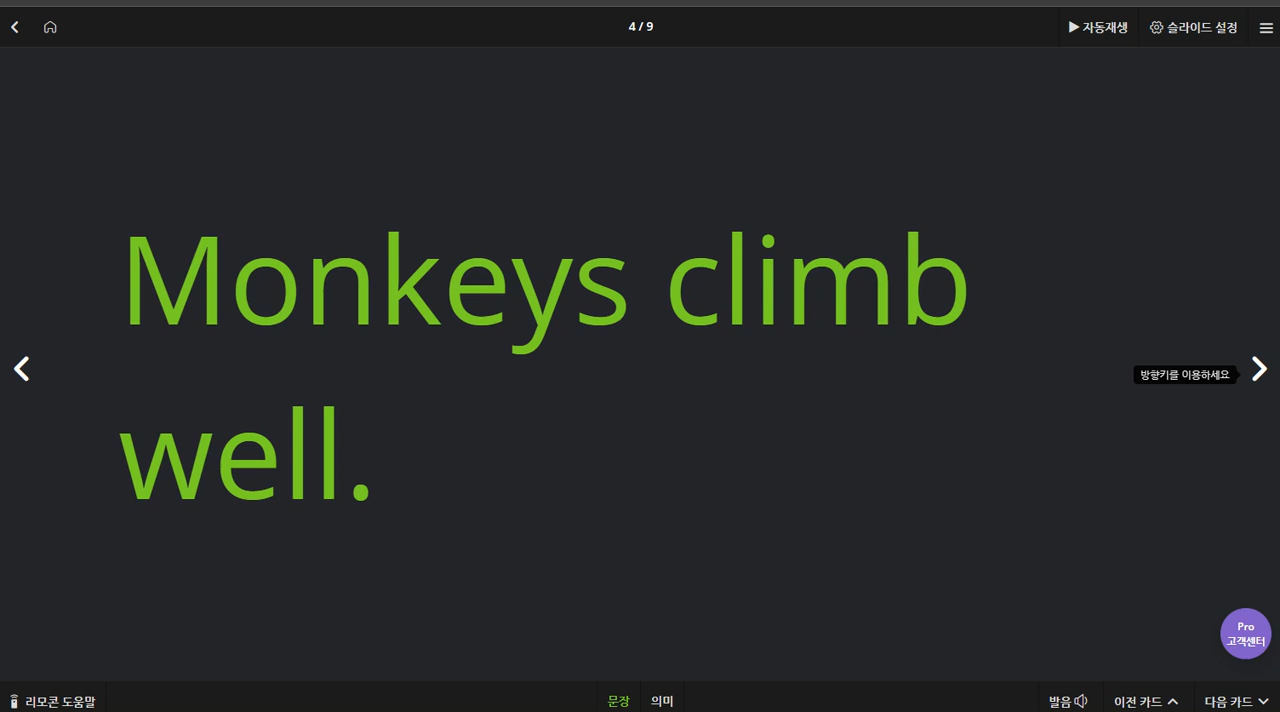 4 / 9
자동재생
슬라이드 설정
Monkeys climb
well.
방향키를 이용하세요
Pro
고객센터
리모콘 도움말
문장
의미
발음
이전 카드
다음 카드